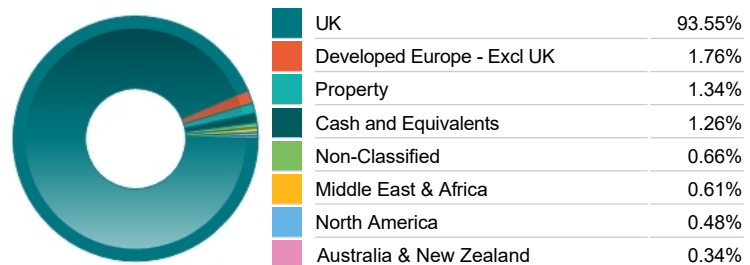 UK 93.55%
Developed Europe - Excl UK 1.76%
Property 1.34%
Cash and Equivalents 1.26%
Non-Classified 0.66%
Middle East & Africa 0.61%
North America 0.48%
Australia & New Zealand 0.34%